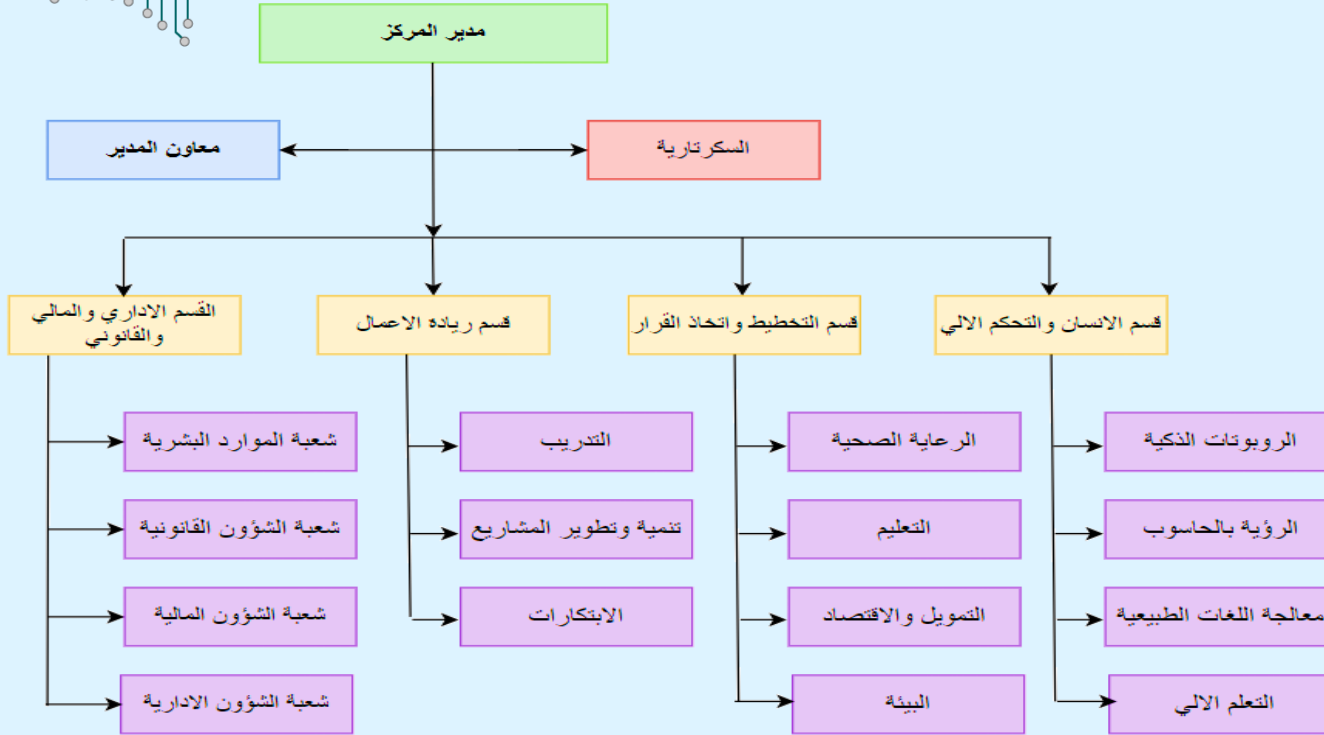 مدير المركز
السكرتارية
معاون المدير
قسم الانسان والتحكم الالي
قسم التخطيط واتخاذ القرار
قسم ريادة الاعمال
القسم الاداري والمالي
والقانوني
الروبوتات الذكية
الرعاية الصحية
التدريب
شعبة الموارد البشرية
الرؤية بالحاسوب
التعليم
تنمية وتطوير المشاريع
شعبة الشؤون القانونية
معالجة اللغات الطبيعية
التمويل والاقتصاد
الابتكارات
شعبة الشؤون المالية
التعلم الالي
البيئة
شعبة الشؤون الادارية